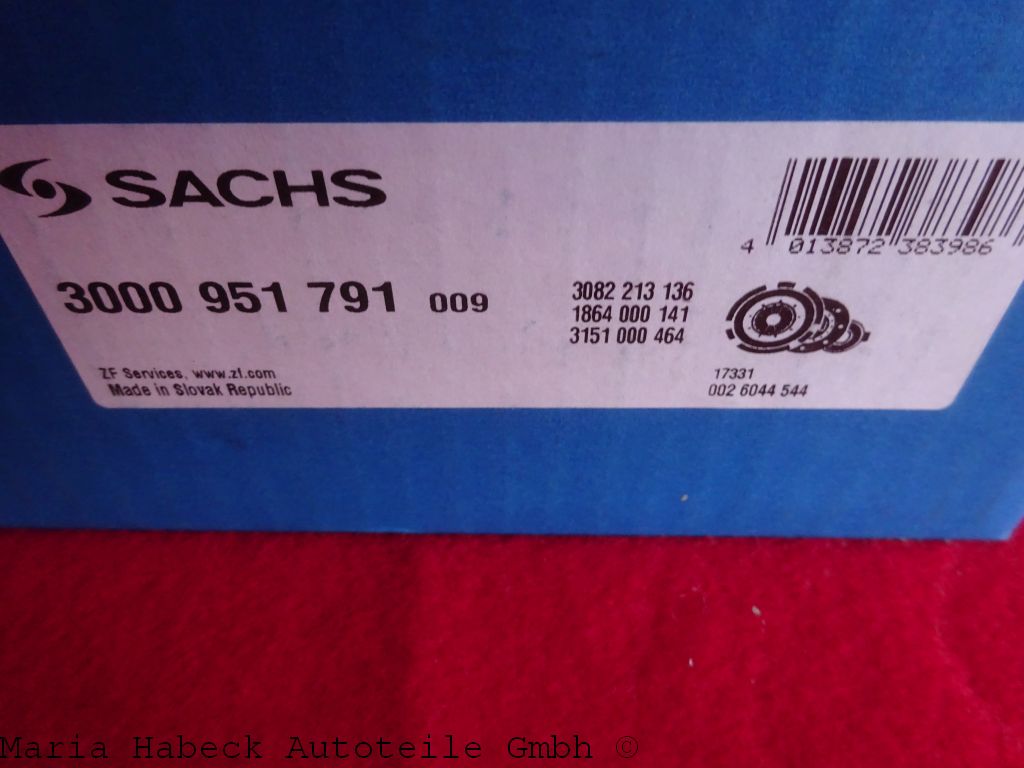 SACHS
4 013872 383986
3000 951 791 009
3082 213 136
1864 000 141
3151 000 464
ZF Services, www.zf.com
Made in Slovak Republic
17331
002 6044 544
Maria Habeck Autoteile Gmbh ©